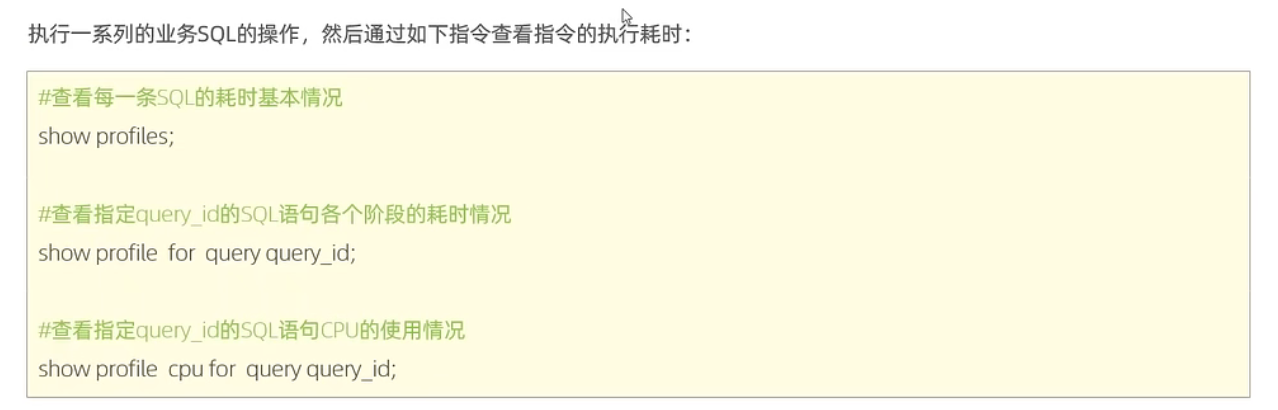 执行一系列的业务SQL的操作，然后通过如下指令查看指令的执行耗时：
#查看每一条SQL的耗时基本情况
show profiles;
#查看指定query_id的SQL语句各个阶段的耗时情况
show profile for query query_id;
#查看指定query_id的SQL语句CPU的使用情况
show profile cpu for query query_id;